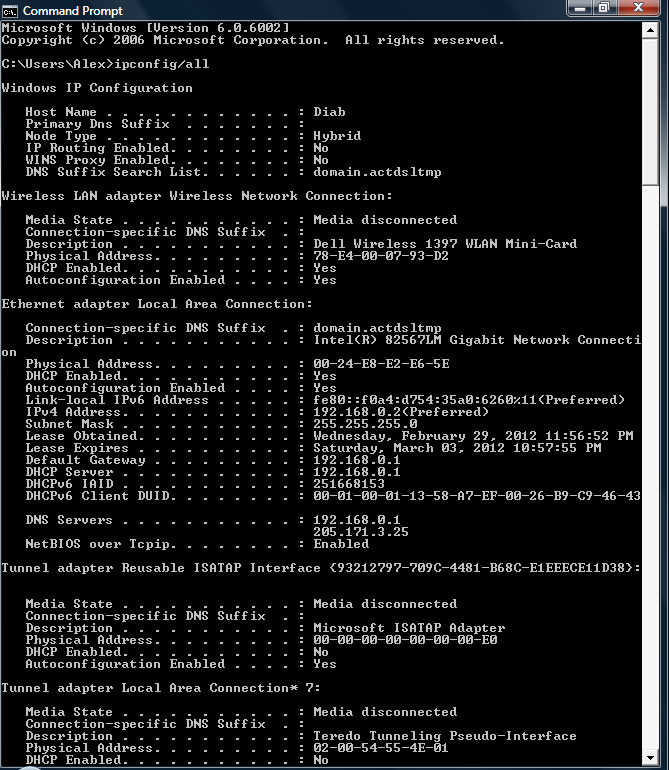 Command Prompt
Microsoft Windows [Version 6.0.6002]
Copyright (c) 2006 Microsoft Corporation.  All rights reserved.
C:\Users\Alex>ipconfig/all
Windows IP Configuration
   Host Name . . . . . . . . . . . . : Diab
   Primary Dns Suffix  . . . . . . . :
   Node Type . . . . . . . . . . . . : Hybrid
   IP Routing Enabled. . . . . . . . : No
   WINS Proxy Enabled. . . . . . . . : No
   DNS Suffix Search List. . . . . . : domain.actdsltmp
Wireless LAN adapter Wireless Network Connection:
   Media State . . . . . . . . . . . : Media disconnected
   Connection-specific DNS Suffix  . :
   Description . . . . . . . . . . . : Dell Wireless 1397 WLAN Mini-Card
   Physical Address. . . . . . . . . : 78-E4-00-07-93-D2
   DHCP Enabled. . . . . . . . . . . : Yes
   Autoconfiguration Enabled . . . . : Yes
Ethernet adapter Local Area Connection:
   Connection-specific DNS Suffix  . : domain.actdsltmp
   Description . . . . . . . . . . . : Intel(R) 82567LM Gigabit Network Connecti
on
   Physical Address. . . . . . . . . : 00-24-E8-E2-E6-5E
   DHCP Enabled. . . . . . . . . . . : Yes
   Autoconfiguration Enabled . . . . : Yes
   Link-local IPv6 Address . . . . . : fe80::f0a4:d754:35a0:6260%11(Preferred)
   IPv4 Address. . . . . . . . . . . : 192.168.0.2(Preferred)
   Subnet Mask . . . . . . . . . . . : 255.255.255.0
   Lease Obtained. . . . . . . . . . : Wednesday, February 29, 2012 11:56:52 PM
   Lease Expires . . . . . . . . . . : Saturday, March 03, 2012 10:57:55 PM
   Default Gateway . . . . . . . . . : 192.168.0.1
   DHCP Server . . . . . . . . . . . : 192.168.0.1
   DHCPv6 IAID . . . . . . . . . . . : 251668153
   DHCPv6 Client DUID. . . . . . . . : 00-01-00-01-13-58-A7-EF-00-26-B9-C9-46-43
   DNS Servers . . . . . . . . . . . : 192.168.0.1
                                       205.171.3.25
   NetBIOS over Tcpip. . . . . . . . : Enabled
Tunnel adapter Reusable ISATAP Interface {93212797-709C-4481-B68C-E1EEECE11D38}:
   Media State . . . . . . . . . . . : Media disconnected
   Connection-specific DNS Suffix  . :
   Description . . . . . . . . . . . : Microsoft ISATAP Adapter
   Physical Address. . . . . . . . . : 00-00-00-00-00-00-00-E0
   DHCP Enabled. . . . . . . . . . . : No
   Autoconfiguration Enabled . . . . : Yes
Tunnel adapter Local Area Connection* 7:
   Media State . . . . . . . . . . . : Media disconnected
   Connection-specific DNS Suffix  . :
   Description . . . . . . . . . . . : Teredo Tunneling Pseudo-Interface
   Physical Address. . . . . . . . . : 02-00-54-55-4E-01
   DHCP Enabled. . . . . . . . . . . : No